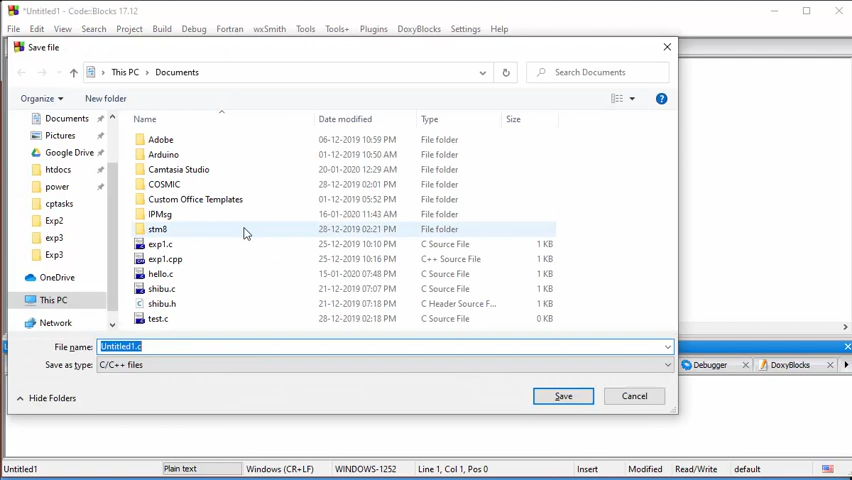 *Untitled1 - Code::Blocks 17.12
File Edit View Search Project Build Debug Fortran wxSmith Tools Tools+ Plugins DoxyBlocks Settings Help
Save file
This PC > Documents
Search Documents
Organize New folder
Name Date modified Type Size
Documents
Pictures
Google Drive
htdocs
power
cptasks
Exp2
exp3
Exp3
OneDrive
This PC
Network
Adobe 06-12-2019 10:59 PM File folder
Arduino 01-12-2019 10:50 AM File folder
Camtasia Studio 20-01-2020 12:29 AM File folder
COSMIC 28-12-2019 02:01 PM File folder
Custom Office Templates 01-12-2019 05:52 PM File folder
IPMsg 16-01-2020 11:43 AM File folder
stm8 28-12-2019 02:21 PM File folder
exp1.c 25-12-2019 10:10 PM C Source File 1 KB
exp1.cpp 25-12-2019 10:16 PM C++ Source File 1 KB
hello.c 15-01-2020 07:48 PM C Source File 1 KB
shibu.c 21-12-2019 07:07 PM C Source File 1 KB
shibu.h 21-12-2019 07:18 PM C Header Source F... 1 KB
test.c 28-12-2019 02:18 PM C Source File 0 KB
File name: Untitled1.c
Save as type: C/C++ files
Hide Folders Save Cancel
Debugger DoxyBlocks
Untitled1 Plain text Windows (CR+LF) WINDOWS-1252 Line 1, Col 1, Pos 0 Insert Modified Read/Write default